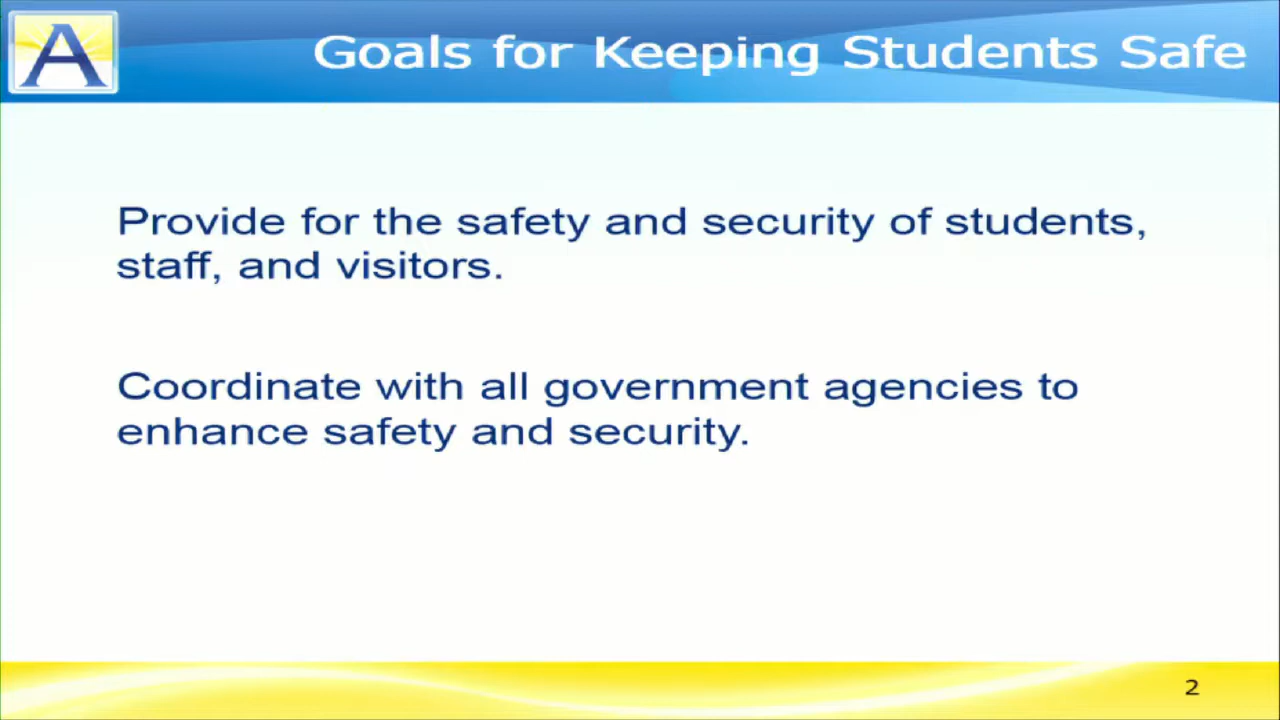 A
Goals for Keeping Students Safe
Provide for the safety and security of students,
staff, and visitors.
Coordinate with all government agencies to
enhance safety and security.
2